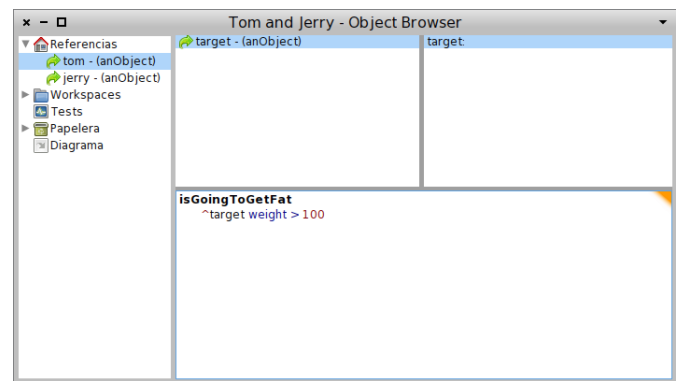 Tom and Jerry - Object Browser
Referencias
tom - (anObject)
jerry - (anObject)
Workspaces
Tests
Papelera
Diagrama
target - (anObject)
target:
isGoingToGetFat
^target weight > 100